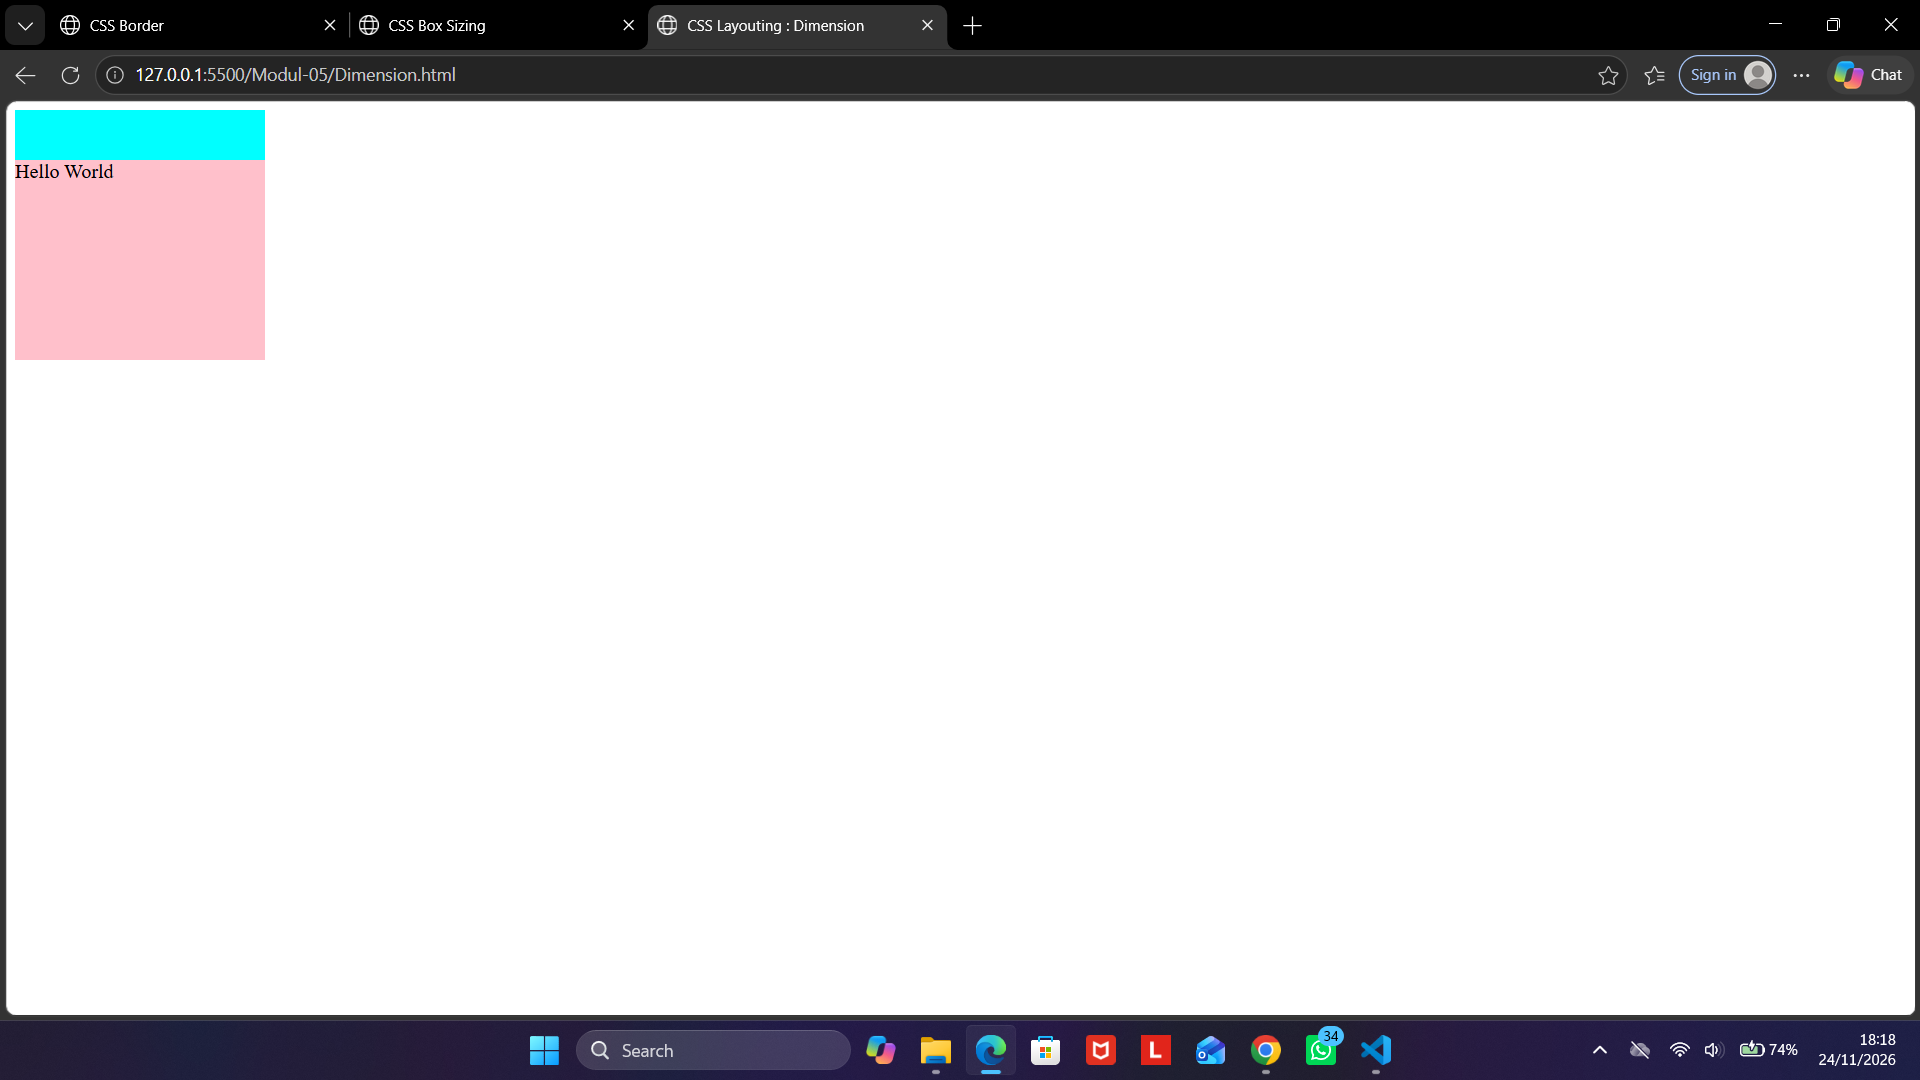 CSS Border
CSS Box Sizing
CSS Layouting : Dimension
127.0.0.1:5500/Modul-05/Dimension.html
Sign in
Chat
Hello World
Search
L
O
34
74%
18:18
24/11/2026